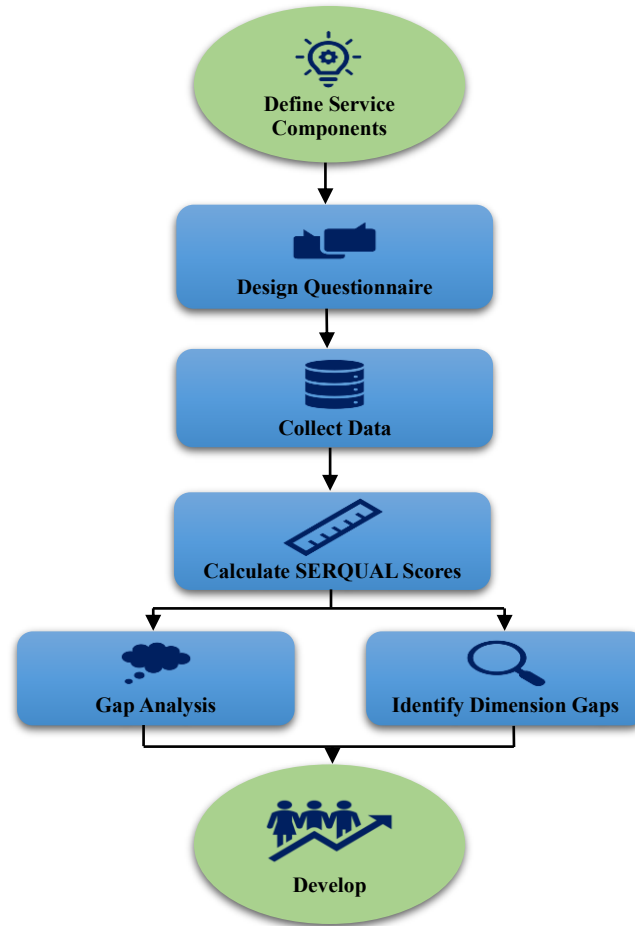 Define Service
Components
Design Questionnaire
Collect Data
Calculate SERQUAL Scores
Gap Analysis
Identify Dimension Gaps
Develop